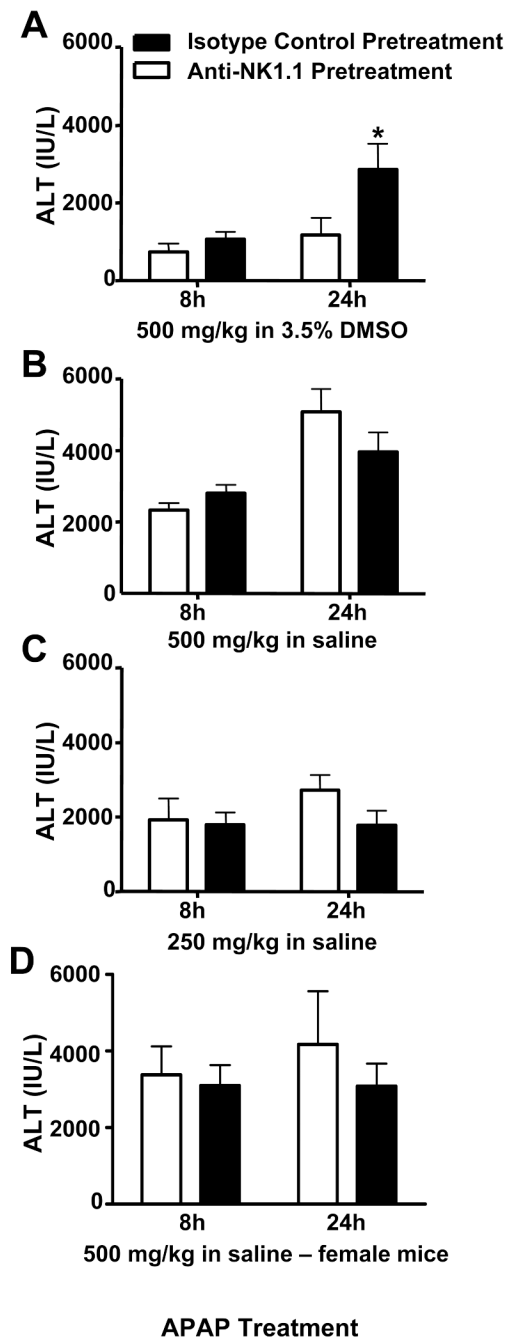 A
6000
Isotype Control Pretreatment
Anti-NK1.1 Pretreatment
4000
*
2000
0
ALT (IU/L)
8h 24h
500 mg/kg in 3.5% DMSO
B
6000
4000
2000
0
ALT (IU/L)
8h 24h
500 mg/kg in saline
C
6000
4000
2000
0
ALT (IU/L)
8h 24h
250 mg/kg in saline
D
6000
4000
2000
0
ALT (IU/L)
8h 24h
500 mg/kg in saline – female mice
APAP Treatment